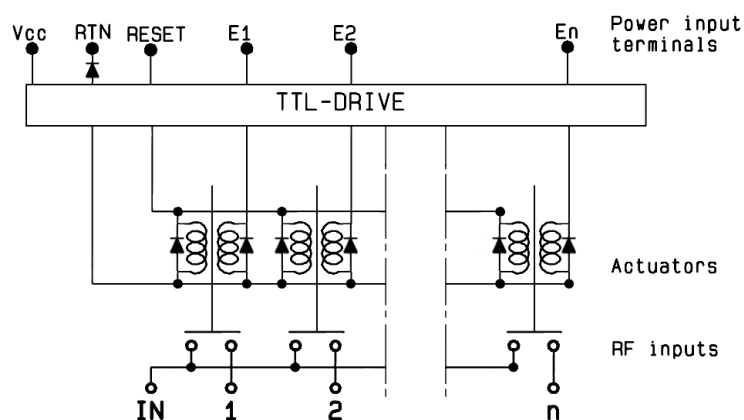 Vcc RTN RESET E1 E2 En Power input
terminals
TTL-DRIVE
Actuators
RF inputs
IN 1 2 n